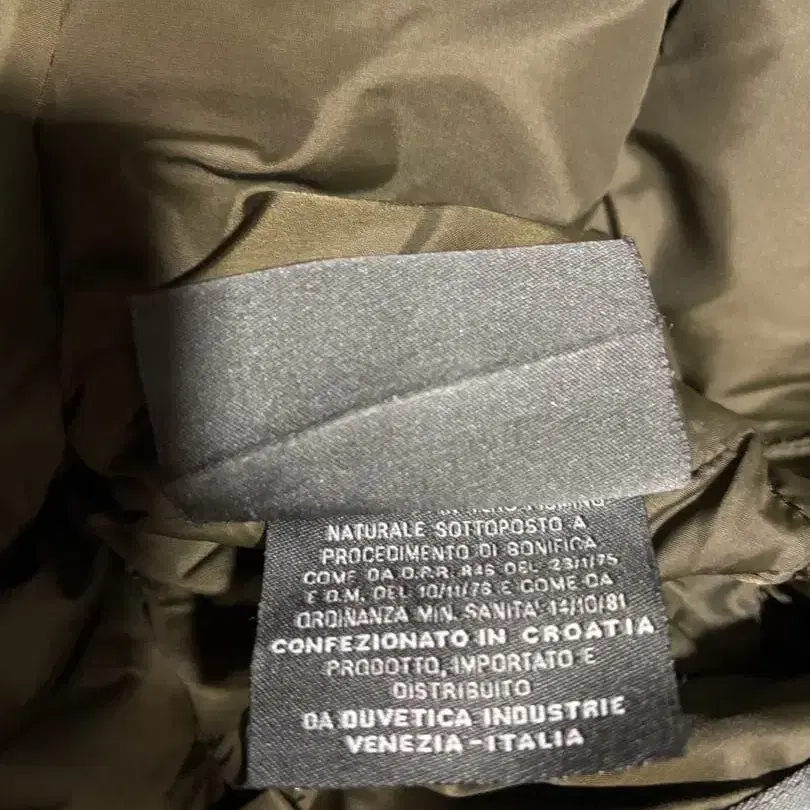 NATURALE SOTTOPOSTO A
PROCEDIMENTO DI BONIFICA
COME DA D.P.R. 845 DEL 23/1/75
E D.M. DEL 10/11/76 E COME DA
ORDINANZA MIN. SANITA' 14/10/81
CONFEZIONATO IN CROATIA
PRODOTTO, IMPORTATO E
DISTRIBUITO
DA DUVETICA INDUSTRIE
VENEZIA-ITALIA